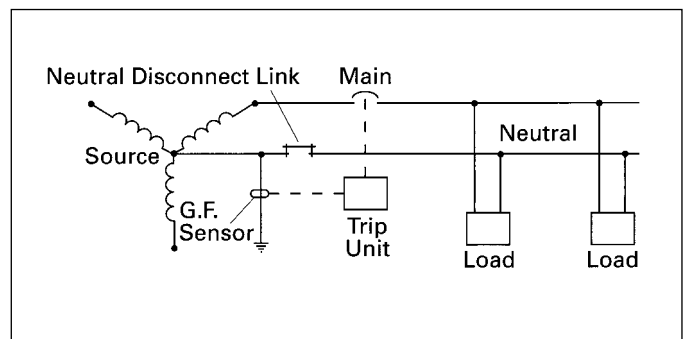 Neutral Disconnect Link
Main
Neutral
Source
G.F.
Sensor
Trip
Unit
Load
Load